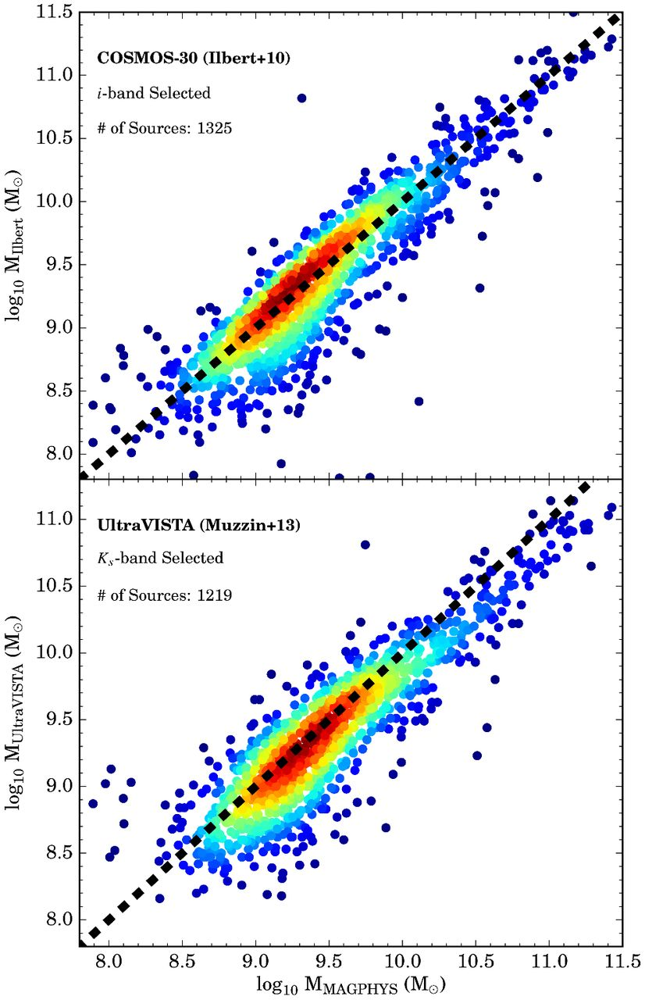 11.5
COSMOS-30 (Ilbert+10)
11.0
i-band Selected
# of Sources: 1325
10.5
10.0
log₁₀ M_Ilbert (M⊙)
9.5
9.0
8.5
8.0
UltraVISTA (Muzzin+13)
11.0
Kₛ-band Selected
10.5
# of Sources: 1219
10.0
log₁₀ M_UltraVISTA (M⊙)
9.5
9.0
8.5
8.0
8.0 8.5 9.0 9.5 10.0 10.5 11.0 11.5
log₁₀ M_MAGPHYS (M⊙)